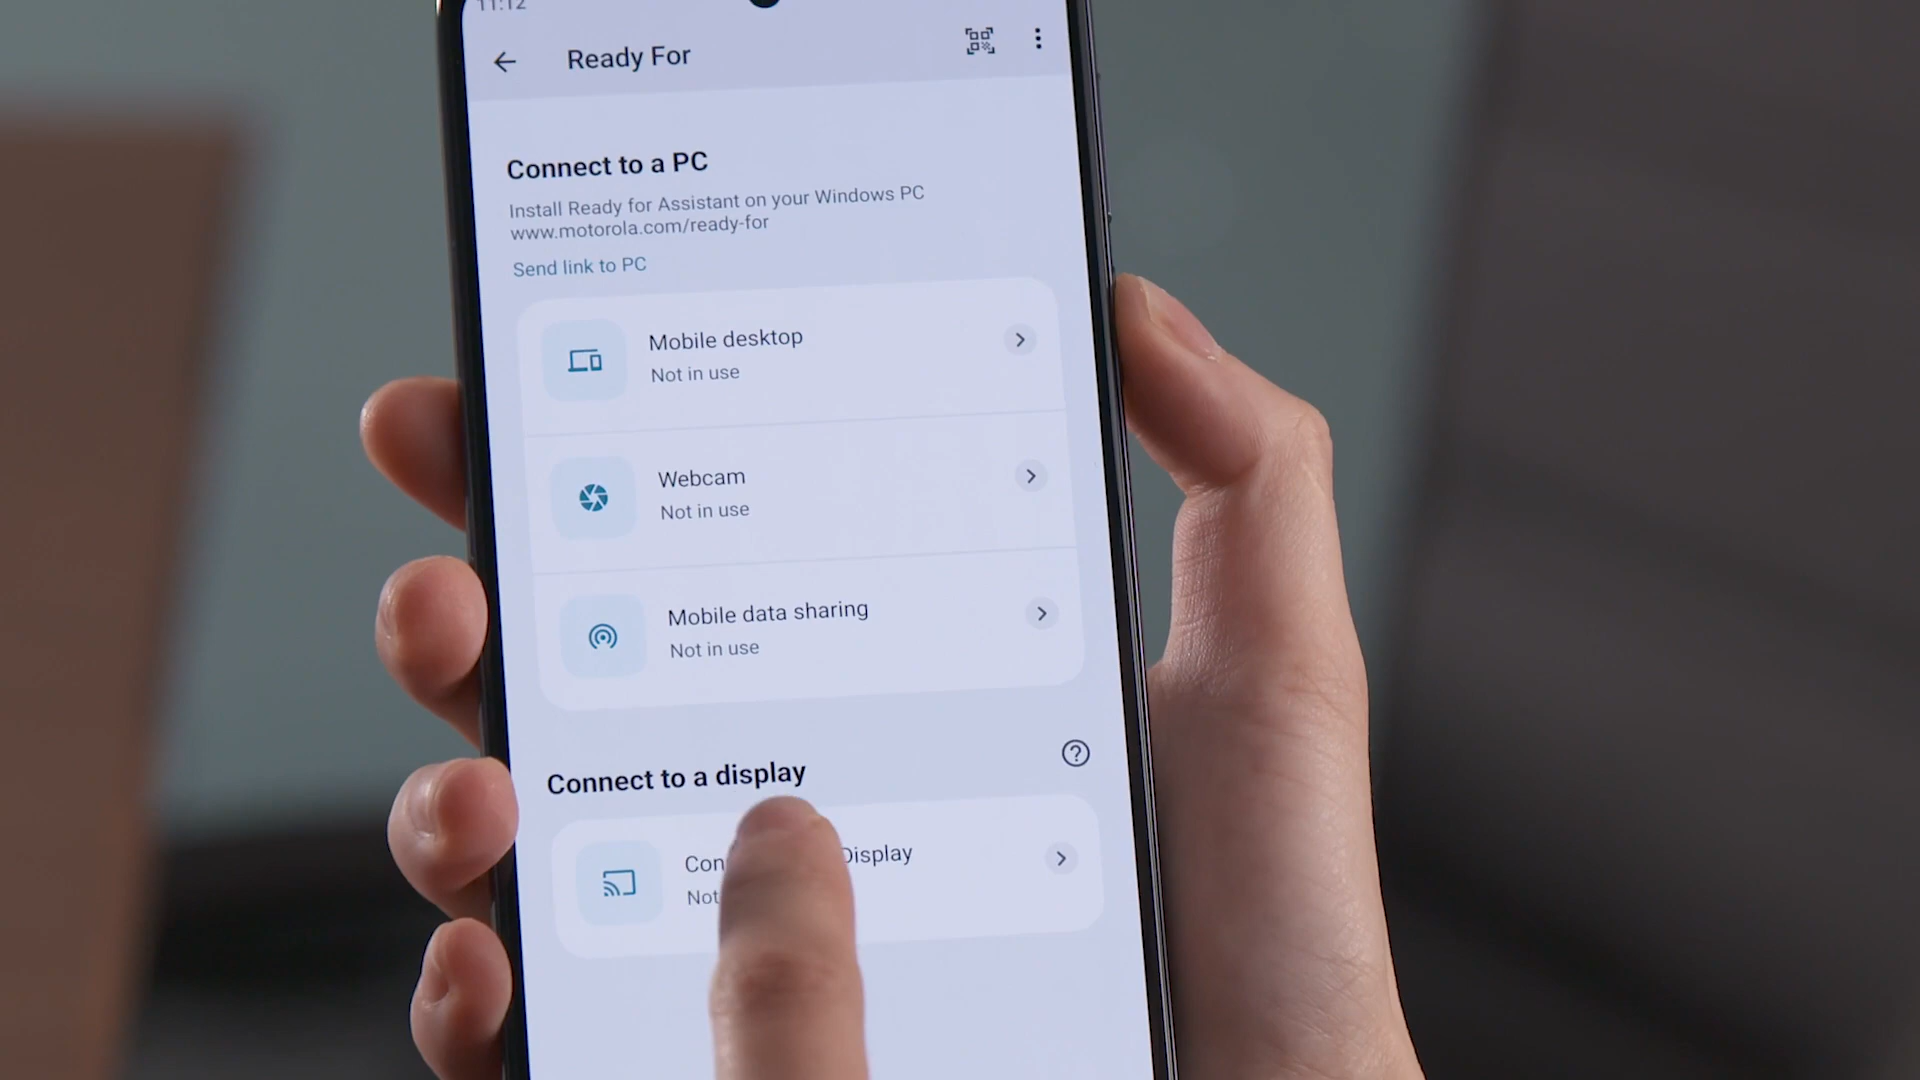 11:12
Ready For
Connect to a PC
Install Ready for Assistant on your Windows PC
www.motorola.com/ready-for
Send link to PC
Mobile desktop
Not in use
Webcam
Not in use
Mobile data sharing
Not in use
Connect to a display
Con Display
Not